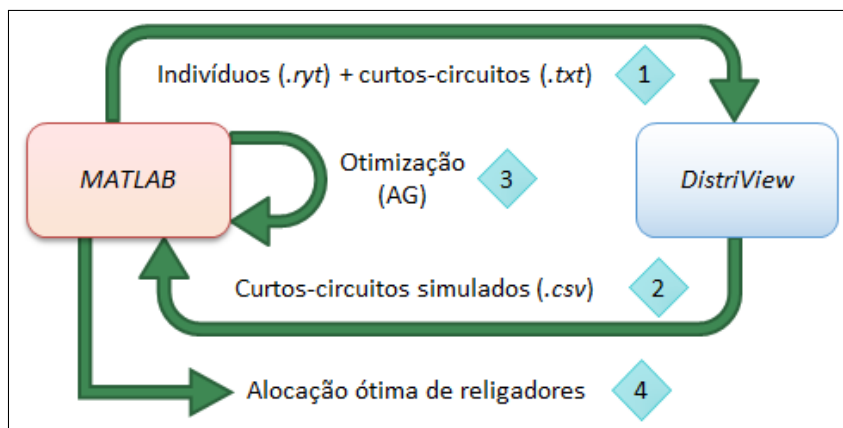 Indivíduos (.ryt) + curtos-circuitos (.txt) 1
MATLAB
Otimização
(AG)
3
DistriView
Curtos-circuitos simulados (.csv) 2
Alocação ótima de religadores 4